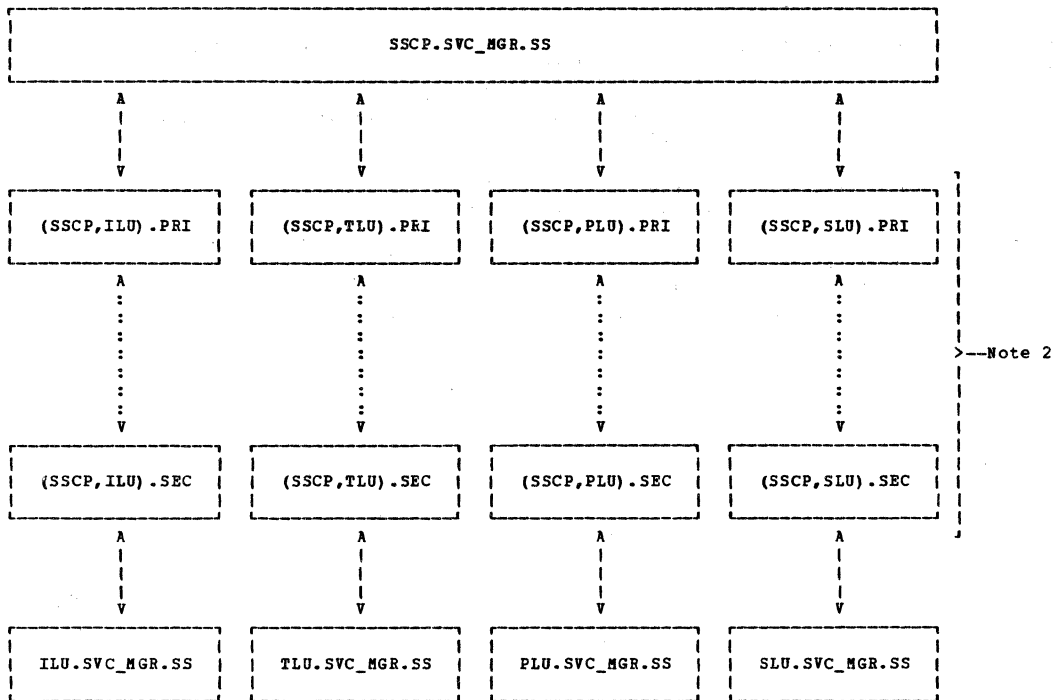 SSCP.SVC_MGR.SS
(SSCP,ILU).PRI (SSCP,TLU).PRI (SSCP,PLU).PRI (SSCP,SLU).PRI
>--Note 2
(SSCP,ILU).SEC (SSCP,TLU).SEC (SSCP,PLU).SEC (SSCP,SLU).SEC
ILU.SVC_MGR.SS TLU.SVC_MGR.SS PLU.SVC_MGR.SS SLU.SVC_MGR.SS